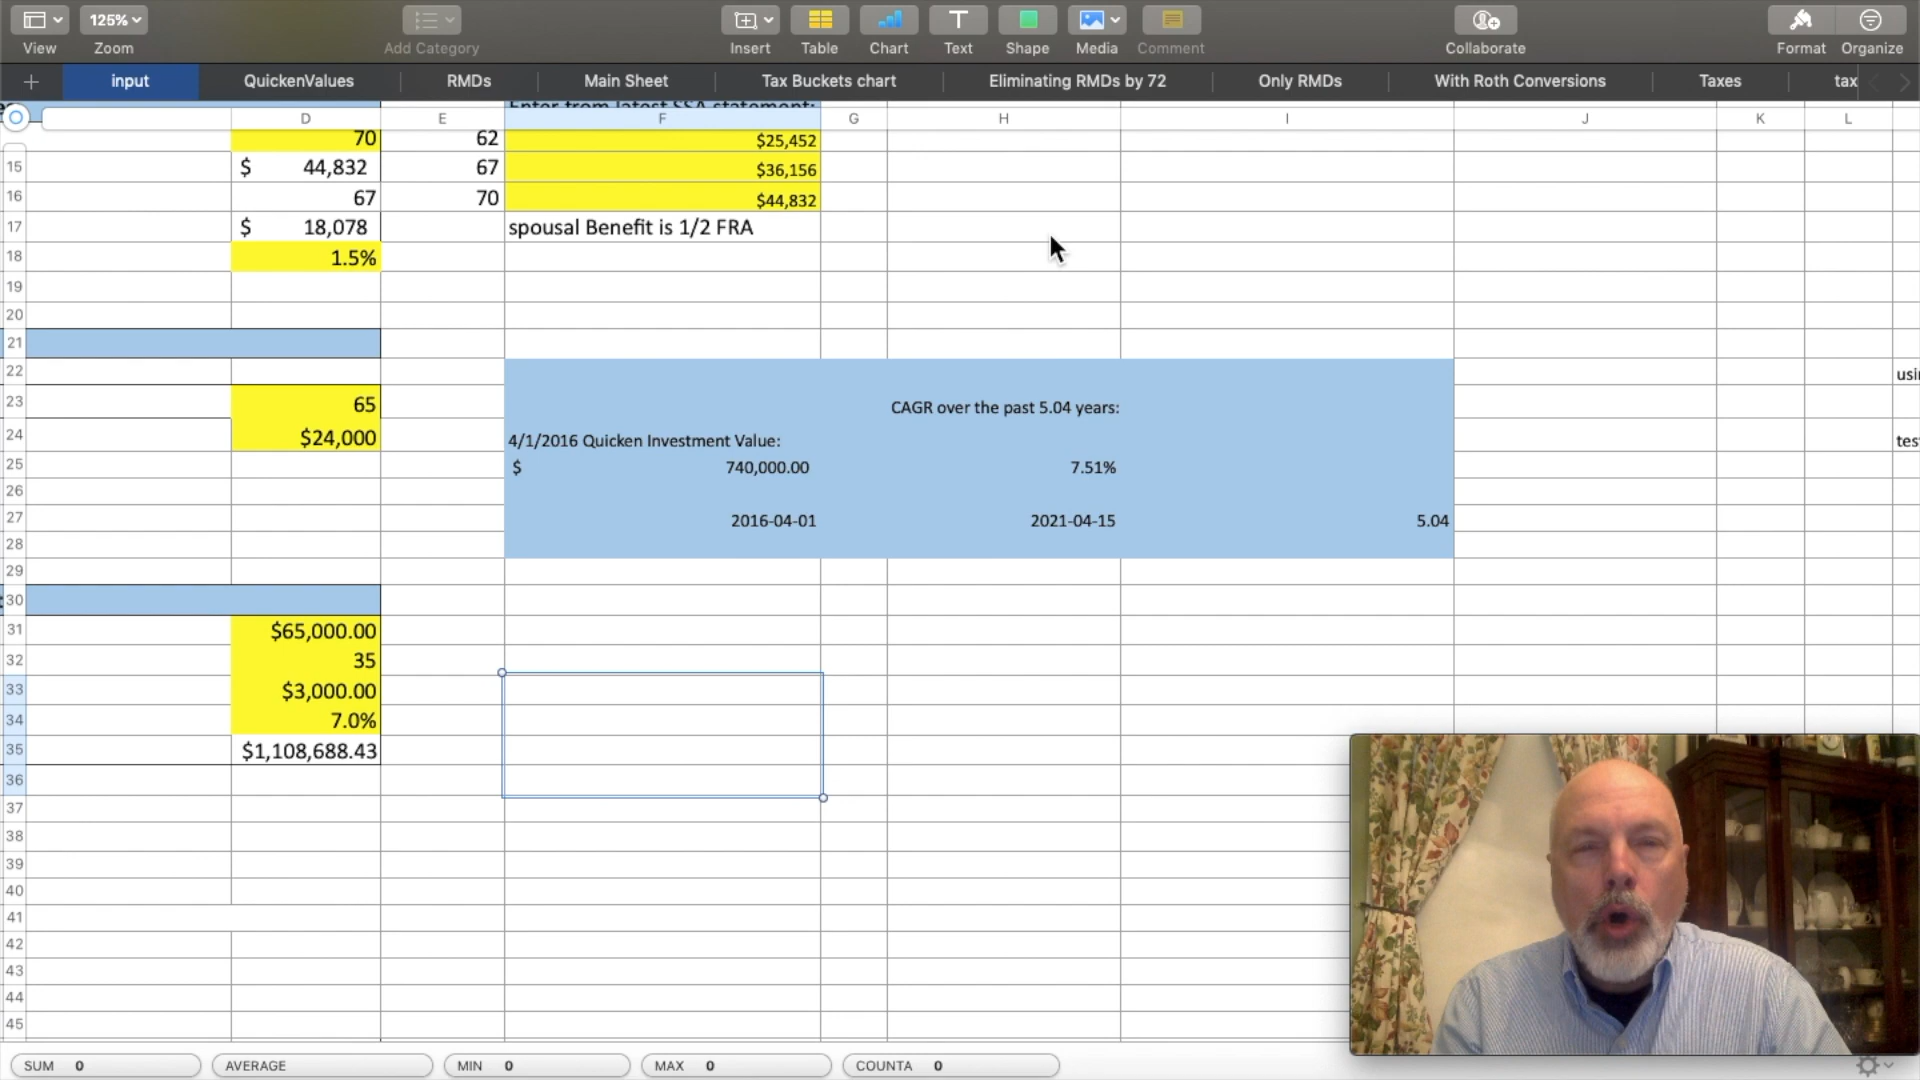 125%
View
Zoom
Add Category
Insert
Table
Chart
Text
Shape
Media
Comment
Collaborate
Format
Organize
input
QuickenValues
RMDs
Main Sheet
Tax Buckets chart
Eliminating RMDs by 72
Only RMDs
With Roth Conversions
Taxes
tax
Enter from latest SSA statement:
D E F G H I J K L
70 62 $25,452
15 $ 44,832 67 $36,156
16 67 70 $44,832
17 $ 18,078 spousal Benefit is 1/2 FRA
18 1.5%
19
20
21
22 usi
23 65 CAGR over the past 5.04 years:
24 $24,000 4/1/2016 Quicken Investment Value: tes
25 $ 740,000.00 7.51%
26
27 2016-04-01 2021-04-15 5.04
28
29
30
31 $65,000.00
32 35
33 $3,000.00
34 7.0%
35 $1,108,688.43
36
37
38
39
40
41
42
43
44
45
SUM 0
AVERAGE
MIN 0
MAX 0
COUNTA 0